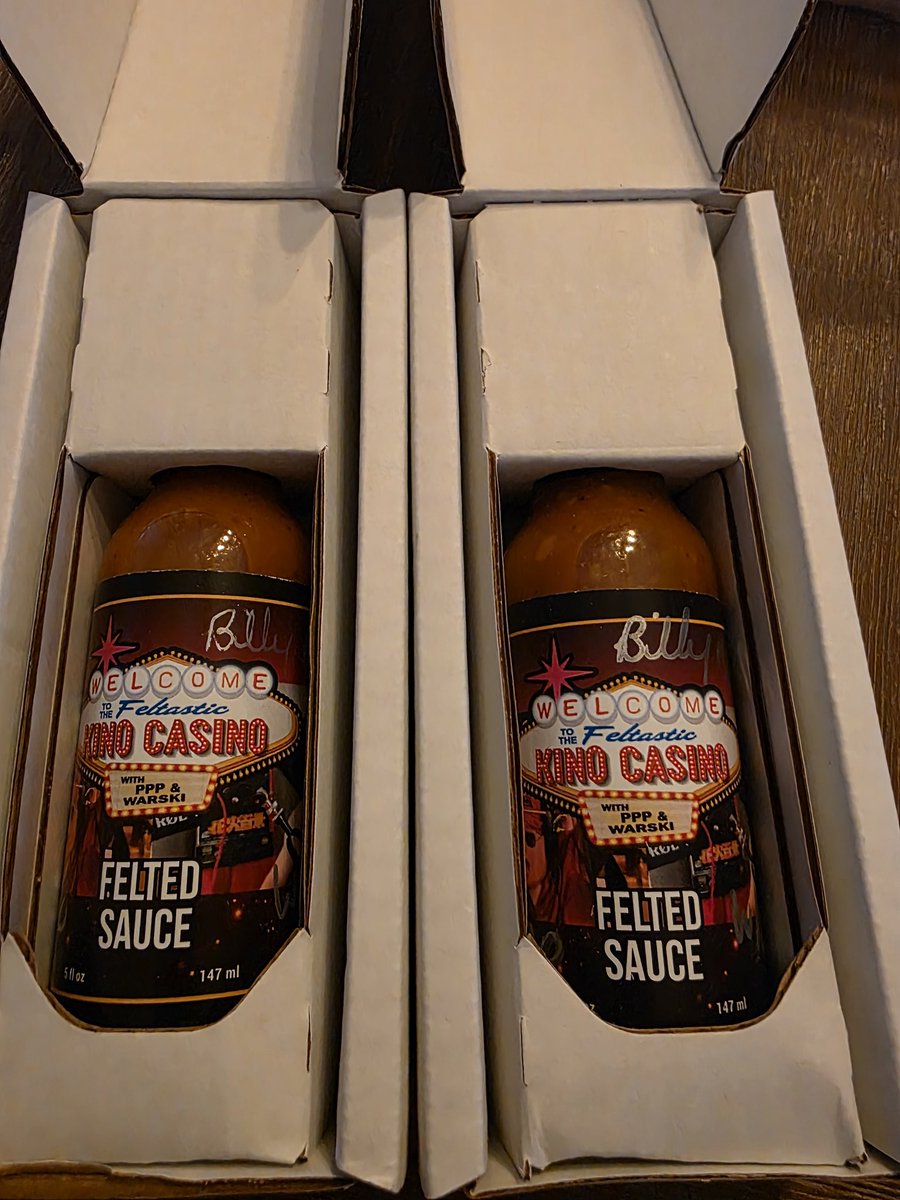 Billy
WELCOME
TO THE Feltastic
KINO CASINO
WITH
PPP &
WARSKI
FELTED
SAUCE
5 fl oz 147 ml
Billy
WELCOME
TO THE Feltastic
KINO CASINO
WITH
PPP &
WARSKI
FELTED
SAUCE
147 ml